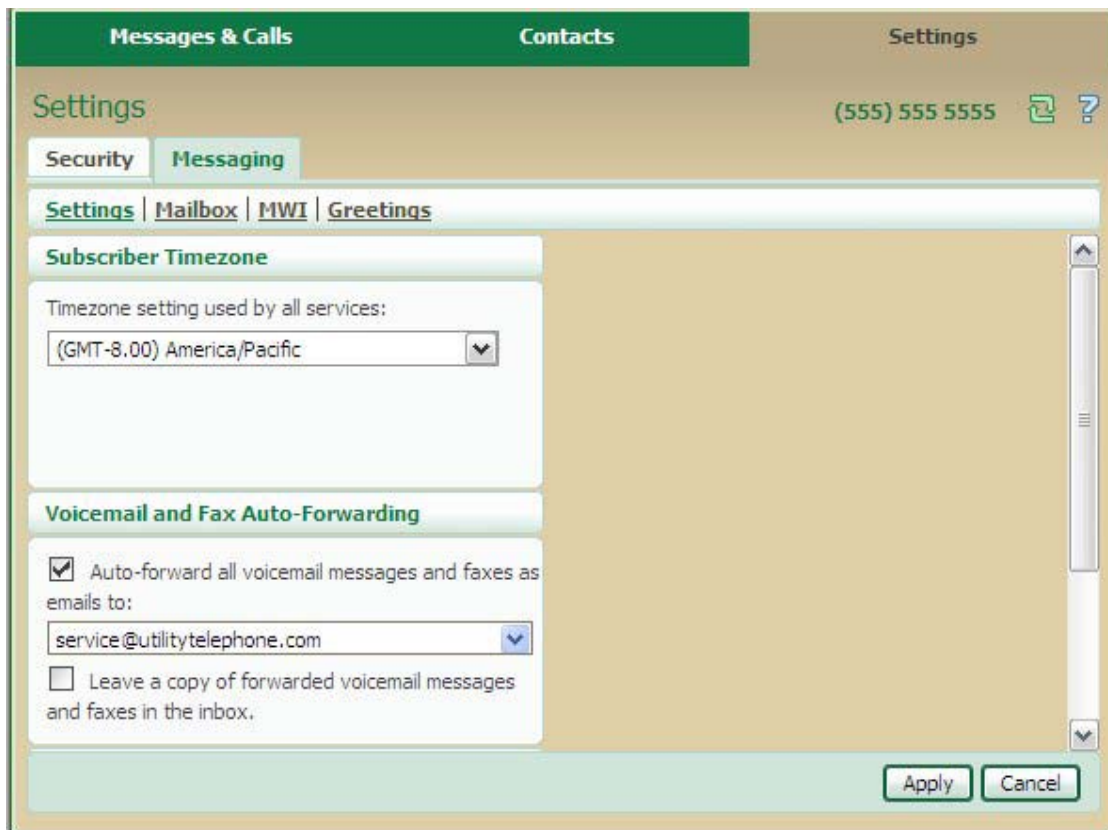 Messages & Calls Contacts Settings
Settings (555) 555 5555
Security Messaging
Settings | Mailbox | MWI | Greetings
Subscriber Timezone
Timezone setting used by all services:
(GMT-8.00) America/Pacific
Voicemail and Fax Auto-Forwarding
Auto-forward all voicemail messages and faxes as
emails to:
service@utilitytelephone.com
Leave a copy of forwarded voicemail messages
and faxes in the inbox.
Apply Cancel